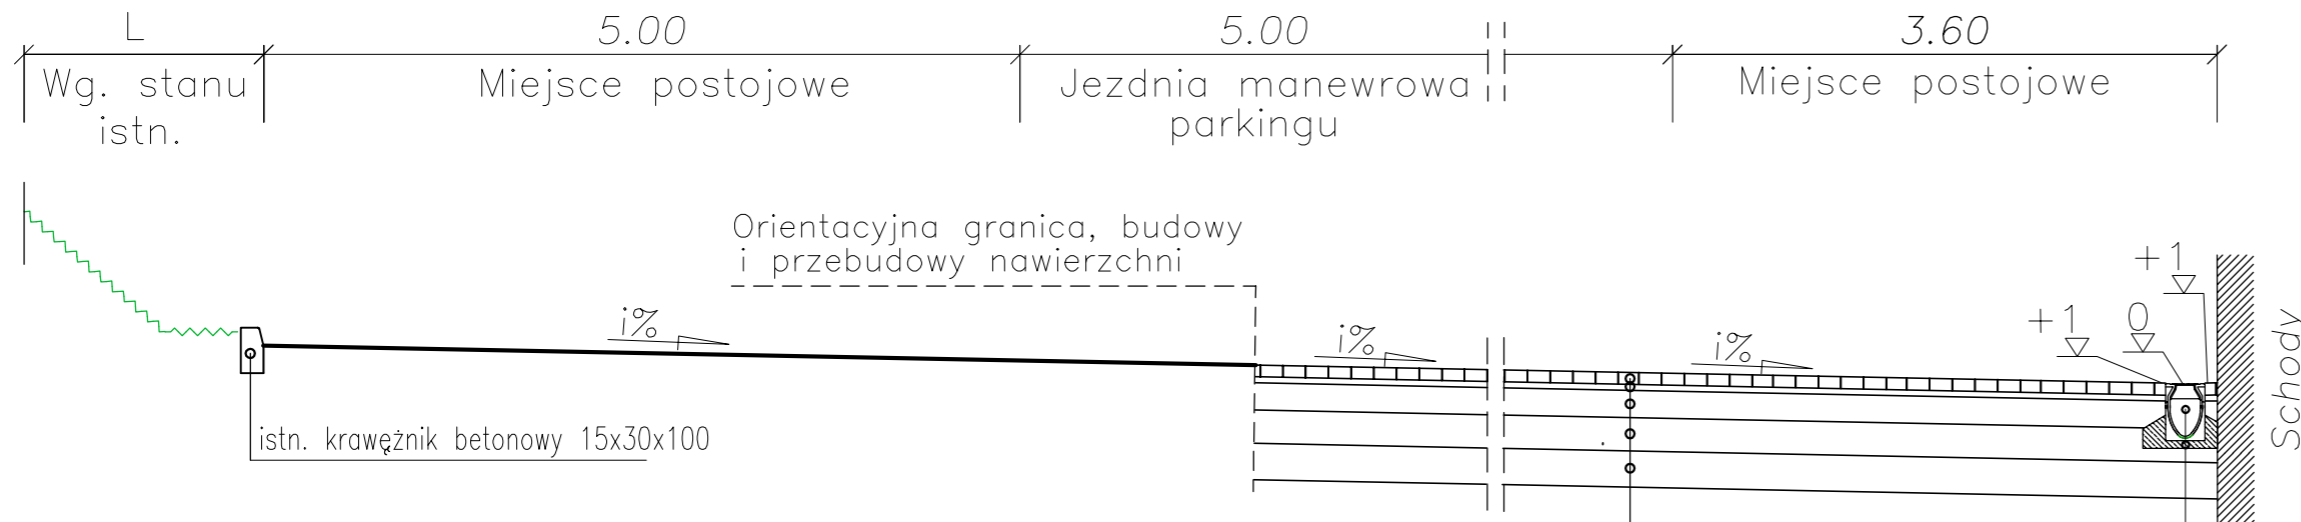 L
5.00
5.00
3.60
Wg. stanu
istn.
Miejsce postojowe
Jezdnia manewrowa
parkingu
Miejsce postojowe
Orientacyjna granica, budowy
i przebudowy nawierzchni
i%
i%
i%
+1
0
+1
Schody
istn. krawężnik betonowy 15x30x100